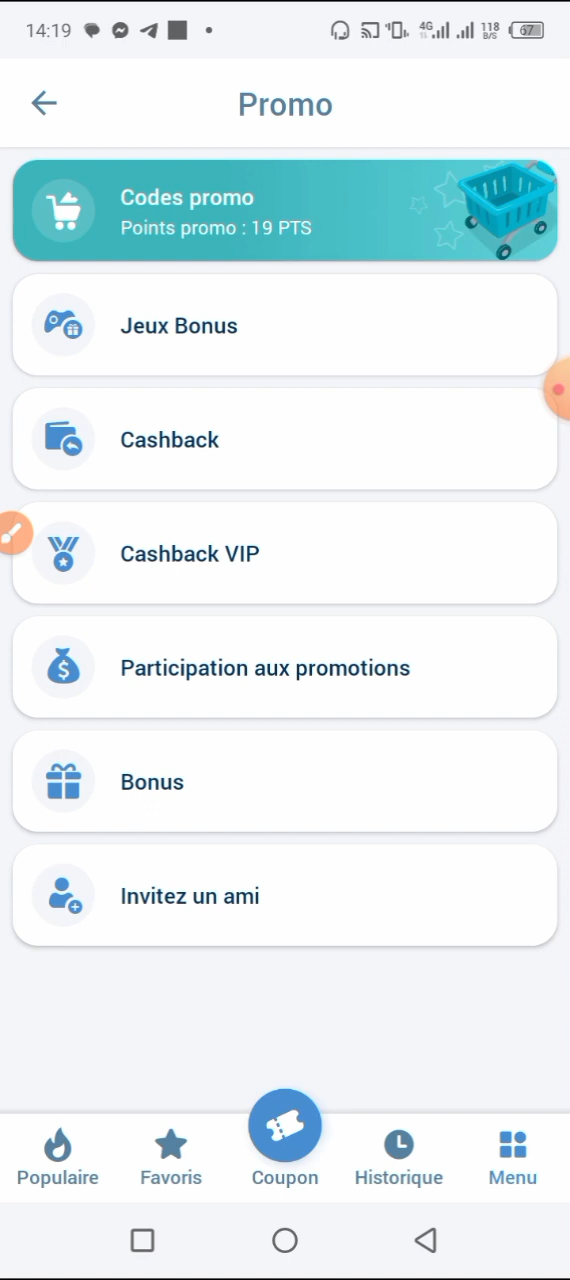 14:19
4G
118
B/S
67
Promo
Codes promo
Points promo : 19 PTS
Jeux Bonus
Cashback
Cashback VIP
Participation aux promotions
Bonus
Invitez un ami
Populaire
Favoris
Coupon
Historique
Menu